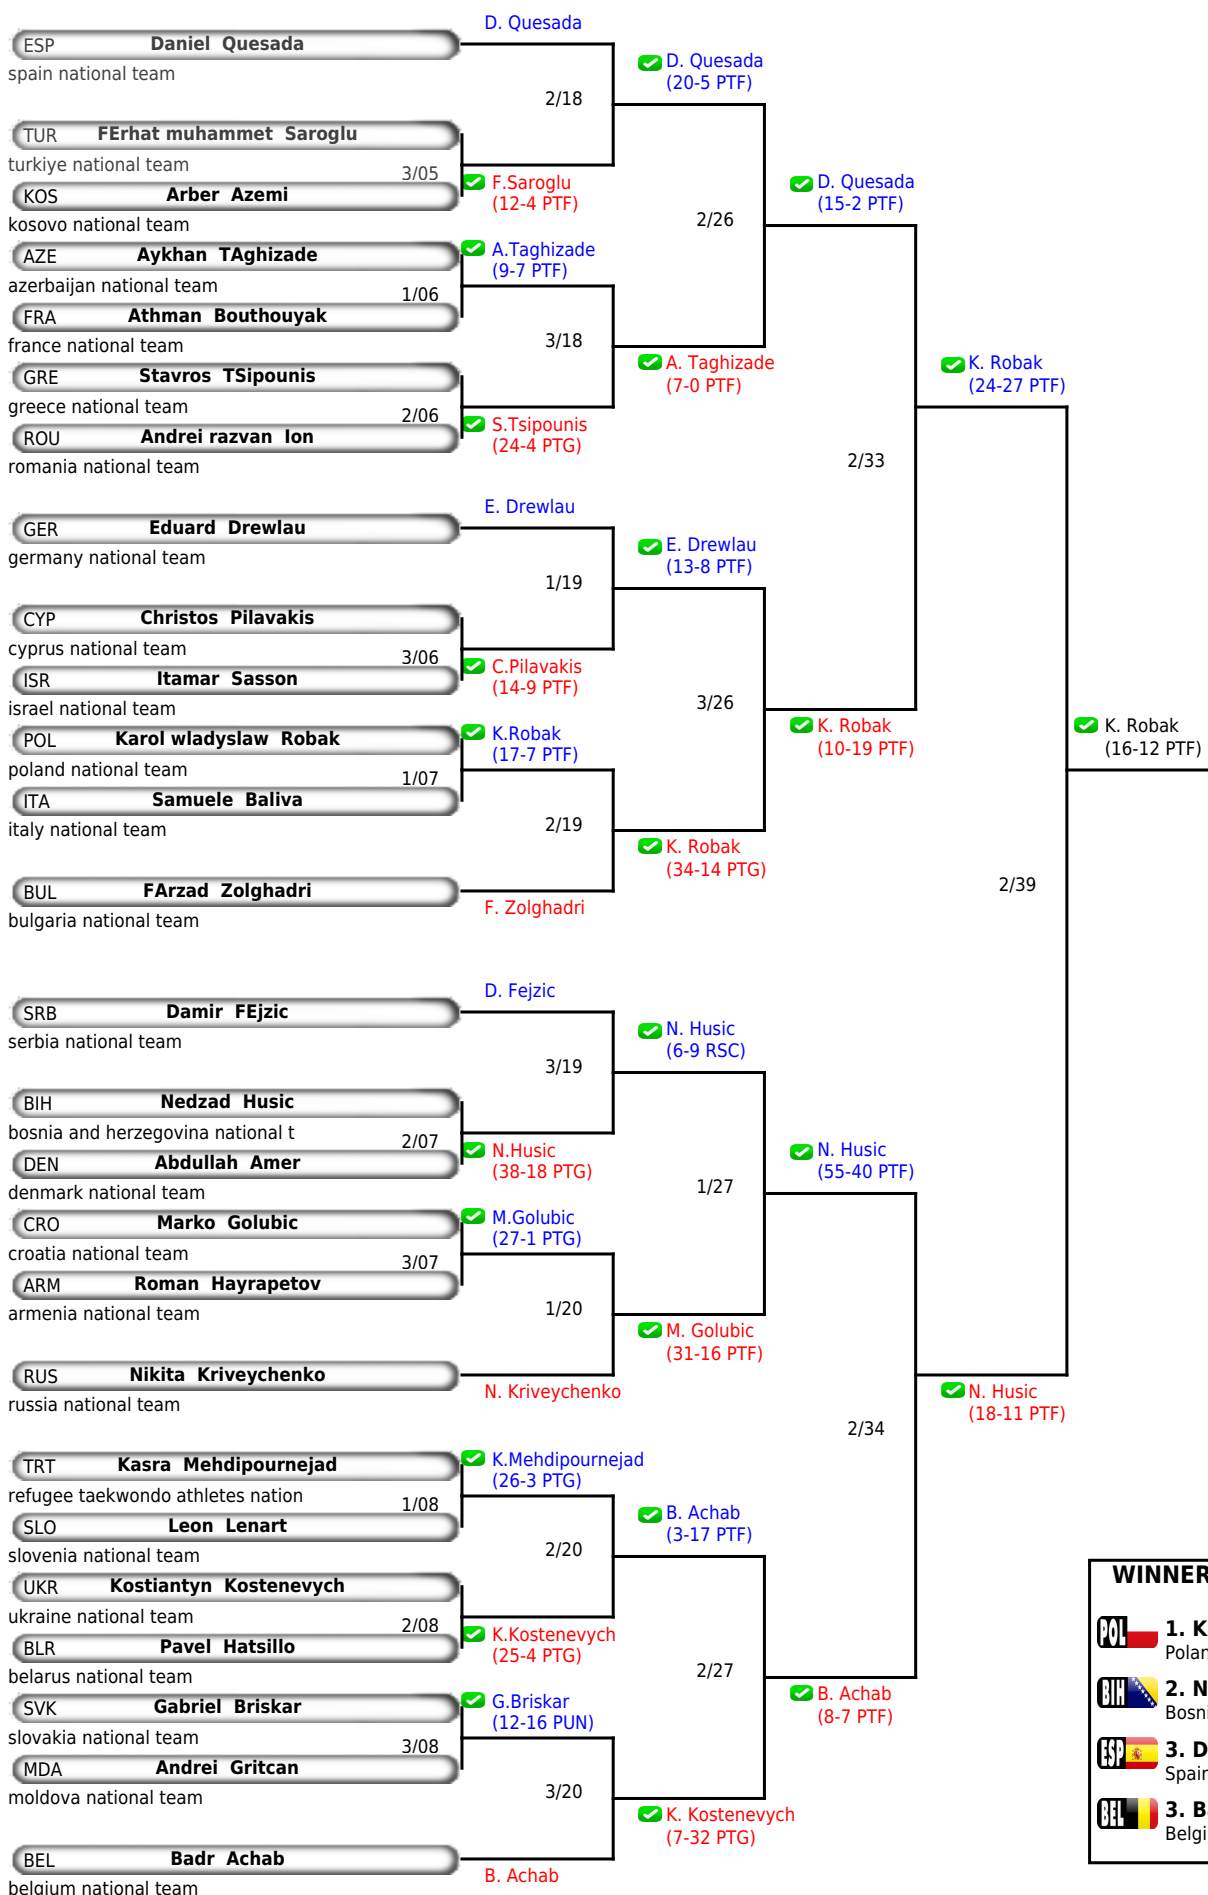 D. Quesada
ESP Daniel Quesada
spain national team
D. Quesada
(20-5 PTF)
2/18
TUR FErhat muhammet Saroglu
turkiye national team
3/05
F.Saroglu
(12-4 PTF)
KOS Arber Azemi
kosovo national team
D. Quesada
(15-2 PTF)
2/26
AZE Aykhan TAghizade
azerbaijan national team
A.Taghizade
(9-7 PTF)
1/06
FRA Athman Bouthouyak
france national team
3/18
A. Taghizade
(7-0 PTF)
K. Robak
(24-27 PTF)
GRE Stavros TSipounis
greece national team
2/06
S.Tsipounis
(24-4 PTG)
ROU Andrei razvan Ion
romania national team
2/33
E. Drewlau
GER Eduard Drewlau
germany national team
E. Drewlau
(13-8 PTF)
1/19
CYP Christos Pilavakis
cyprus national team
3/06
C.Pilavakis
(14-9 PTF)
ISR Itamar Sasson
israel national team
3/26
K. Robak
(10-19 PTF)
K. Robak
(16-12 PTF)
POL Karol wladyslaw Robak
poland national team
K.Robak
(17-7 PTF)
1/07
ITA Samuele Baliva
italy national team
2/19
K. Robak
(34-14 PTG)
BUL FArzad Zolghadri
bulgaria national team
F. Zolghadri
2/39
D. Fejzic
SRB Damir FEjzic
serbia national team
N. Husic
(6-9 RSC)
3/19
BIH Nedzad Husic
bosnia and herzegovina national t
2/07
N.Husic
(38-18 PTG)
DEN Abdullah Amer
denmark national team
N. Husic
(55-40 PTF)
1/27
CRO Marko Golubic
croatia national team
M.Golubic
(27-1 PTG)
3/07
ARM Roman Hayrapetov
armenia national team
1/20
M. Golubic
(31-16 PTF)
RUS Nikita Kriveychenko
russia national team
N. Kriveychenko
N. Husic
(18-11 PTF)
2/34
TRT Kasra Mehdipournejad
refugee taekwondo athletes nation
K.Mehdipournejad
(26-3 PTG)
1/08
SLO Leon Lenart
slovenia national team
2/20
B. Achab
(3-17 PTF)
UKR Kostiantyn Kostenevych
ukraine national team
2/08
K.Kostenevych
(25-4 PTG)
BLR Pavel Hatsillo
belarus national team
2/27
B. Achab
(8-7 PTF)
SVK Gabriel Briskar
slovakia national team
G.Briskar
(12-16 PUN)
3/08
MDA Andrei Gritcan
moldova national team
3/20
K. Kostenevych
(7-32 PTG)
BEL Badr Achab
belgium national team
B. Achab
WINNER
POL 1. K
Polan
BIH 2. N
Bosni
ESP 3. D
Spain
BEL 3. Ba
Belgi